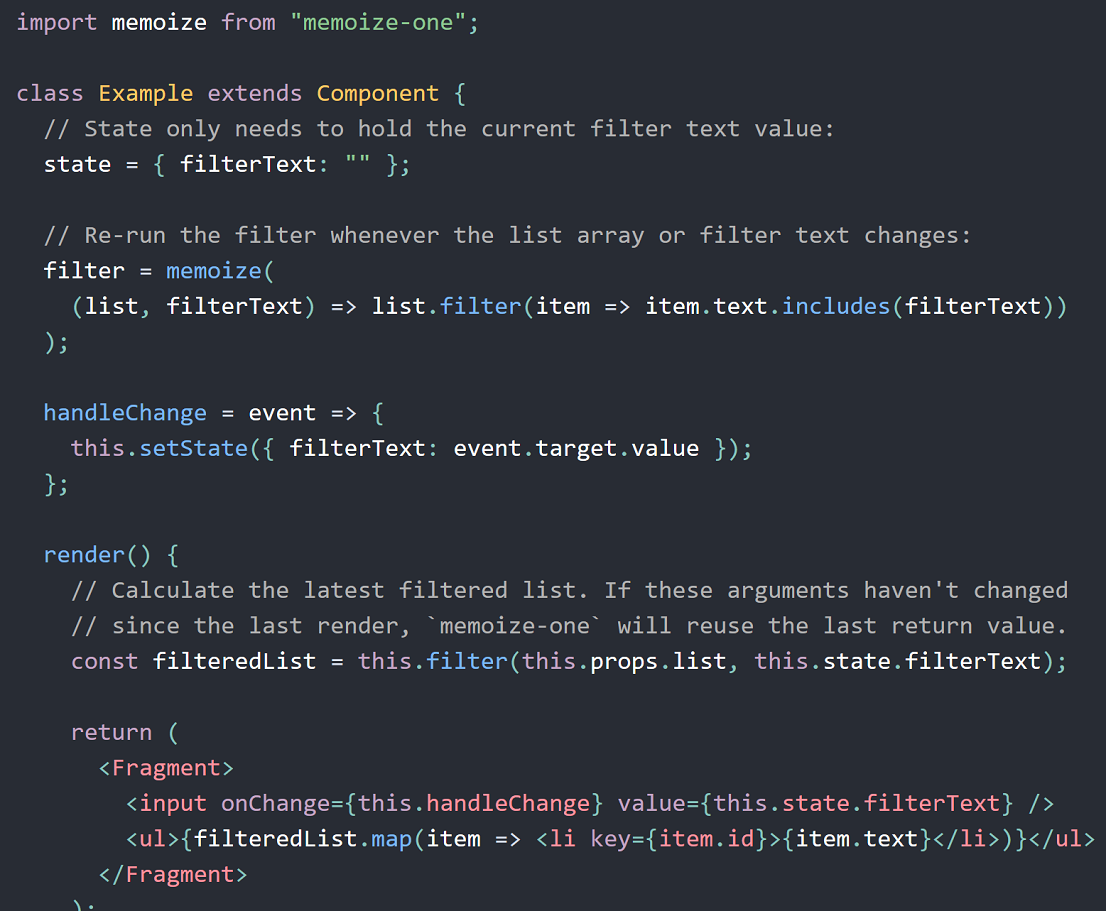 import memoize from "memoize-one";

class Example extends Component {
  // State only needs to hold the current filter text value:
  state = { filterText: "" };

  // Re-run the filter whenever the list array or filter text changes:
  filter = memoize(
    (list, filterText) => list.filter(item => item.text.includes(filterText))
  );

  handleChange = event => {
    this.setState({ filterText: event.target.value });
  };

  render() {
    // Calculate the latest filtered list. If these arguments haven't changed
    // since the last render, `memoize-one` will reuse the last return value.
    const filteredList = this.filter(this.props.list, this.state.filterText);

    return (
      <Fragment>
        <input onChange={this.handleChange} value={this.state.filterText} />
        <ul>{filteredList.map(item => <li key={item.id}>{item.text}</li>)}</ul>
      </Fragment>
    );